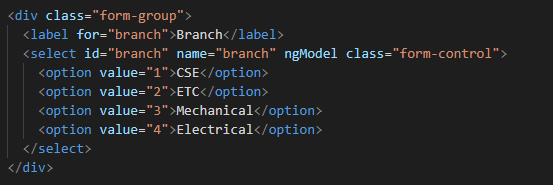 <div class="form-group">
<label for="branch">Branch</label>
<select id="branch" name="branch" ngModel class="form-control">
<option value="1">CSE</option>
<option value="2">ETC</option>
<option value="3">Mechanical</option>
<option value="4">Electrical</option>
</select>
</div>